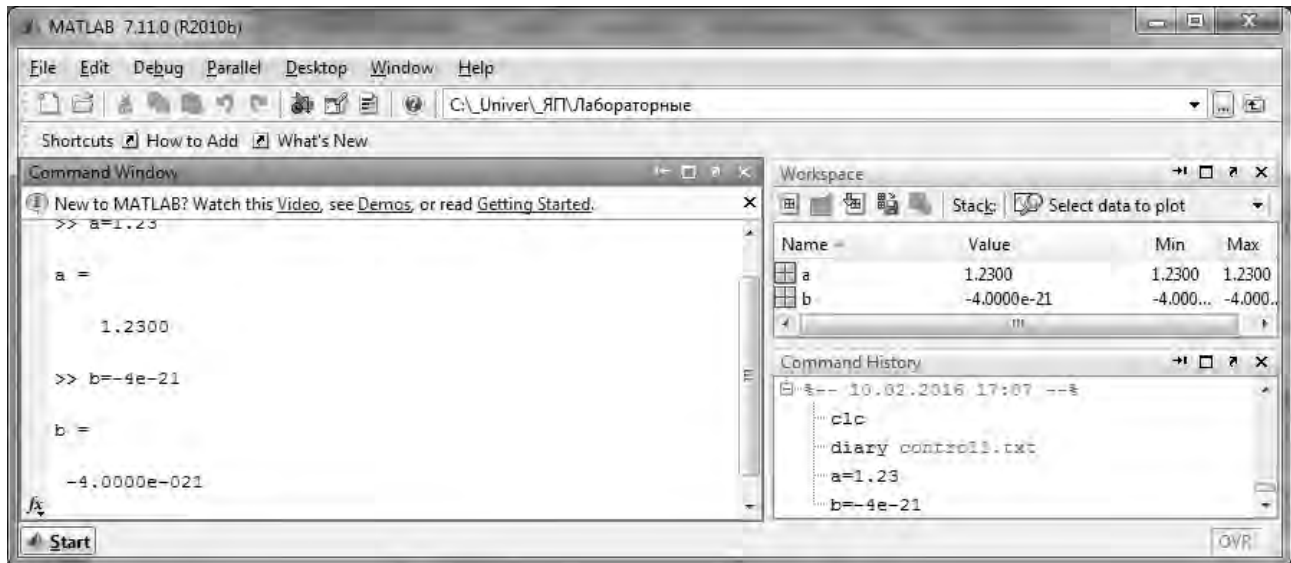 MATLAB 7.11.0 (R2010b)
File Edit Debug Parallel Desktop Window Help
C:\_Univer\_ЯП\Лабораторные
Shortcuts How to Add What's New
Command Window
New to MATLAB? Watch this Video, see Demos, or read Getting Started.
>> a=1.23
a =
1.2300
>> b=-4e-21
b =
-4.0000e-021
fx
Workspace
Stack: Select data to plot
Name Value Min Max
a 1.2300 1.2300 1.2300
b -4.0000e-21 -4.000... -4.000..
Command History
%-- 10.02.2016 17:07 --%
clc
diary control1.txt
a=1.23
b=-4e-21
Start
OVR